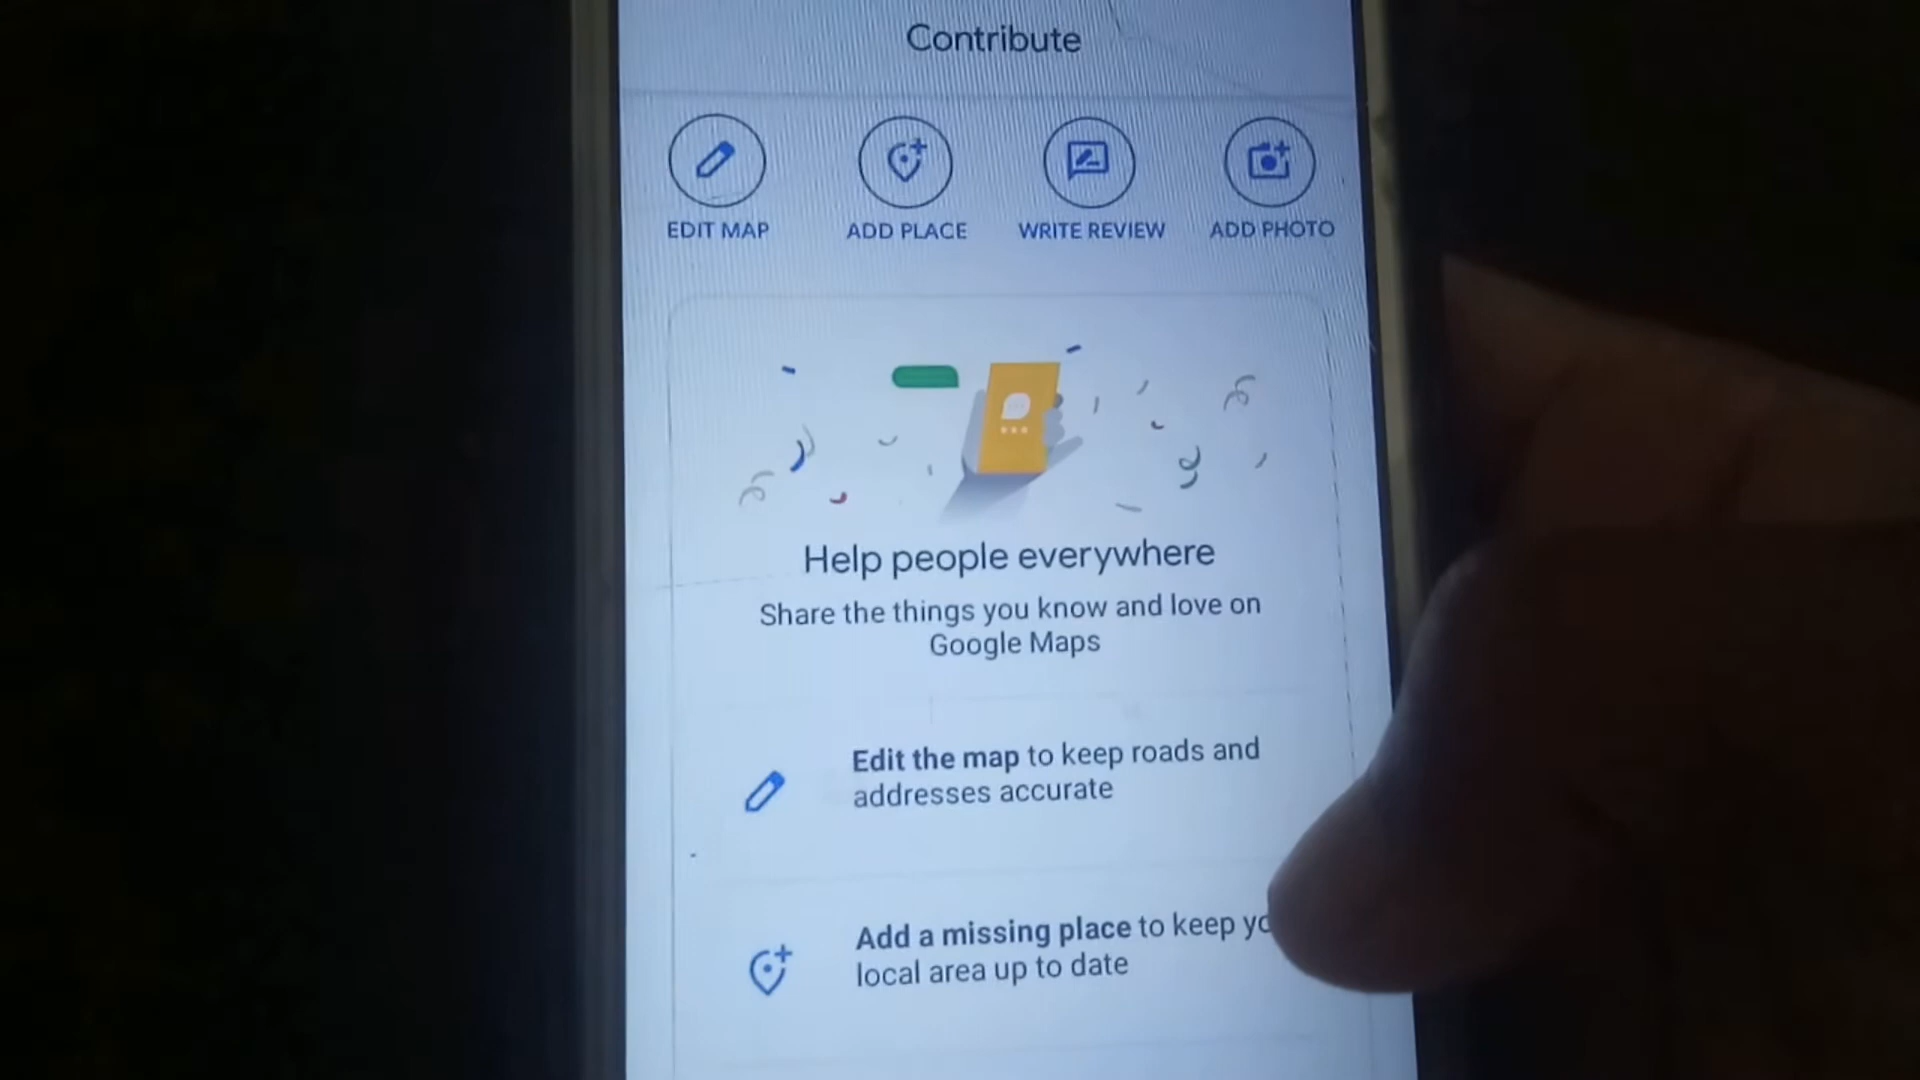 Contribute
EDIT MAP
ADD PLACE
WRITE REVIEW
ADD PHOTO
Help people everywhere
Share the things you know and love on
Google Maps
Edit the map to keep roads and
addresses accurate
Add a missing place to keep
local area up to date